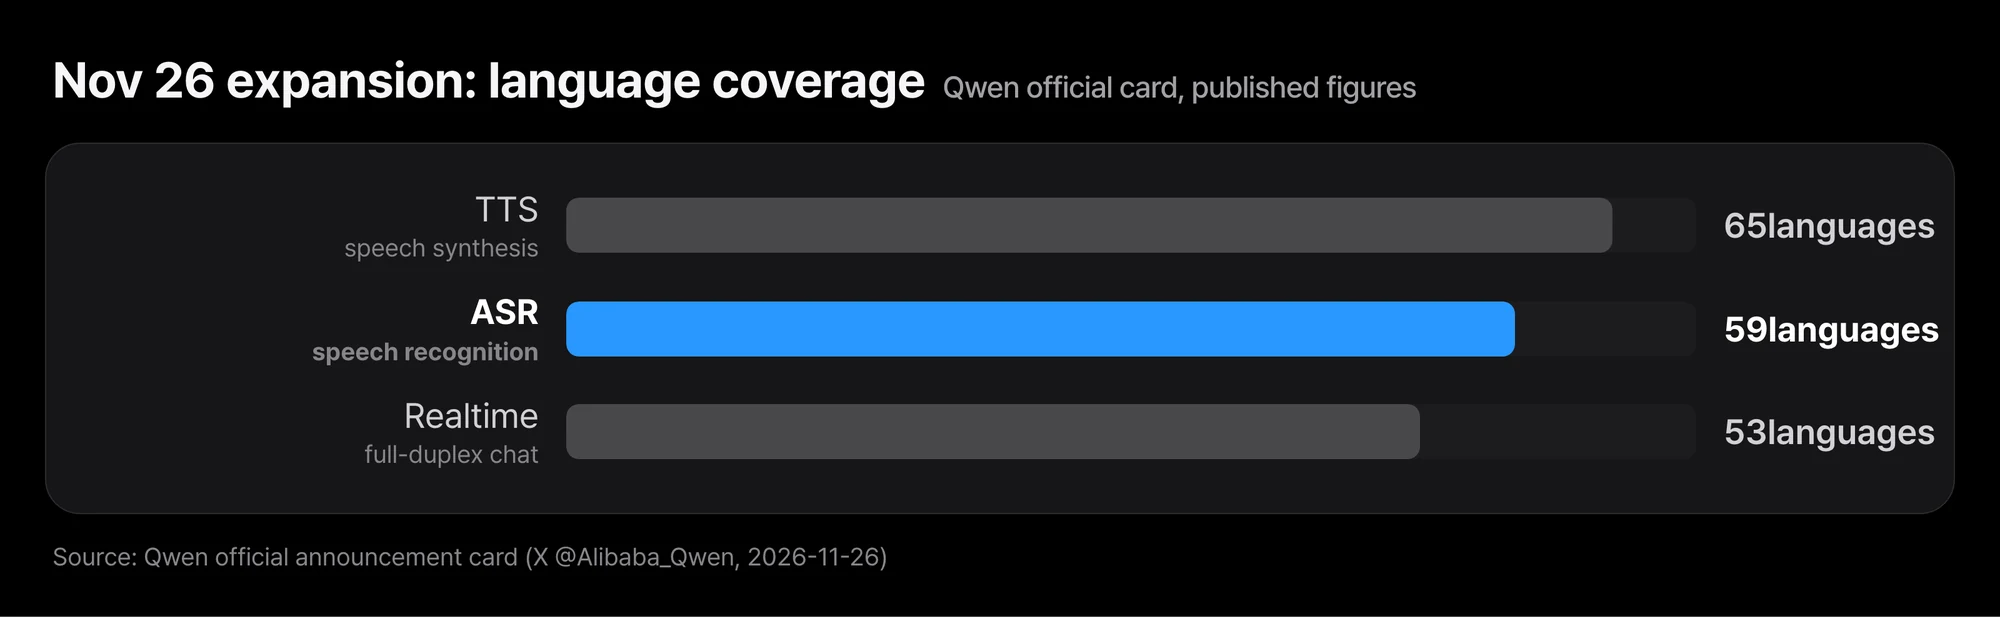 Nov 26 expansion: language coverage Qwen official card, published figures
TTS
speech synthesis
65languages
ASR
speech recognition
59languages
Realtime
full-duplex chat
53languages
Source: Qwen official announcement card (X @Alibaba_Qwen, 2026-11-26)